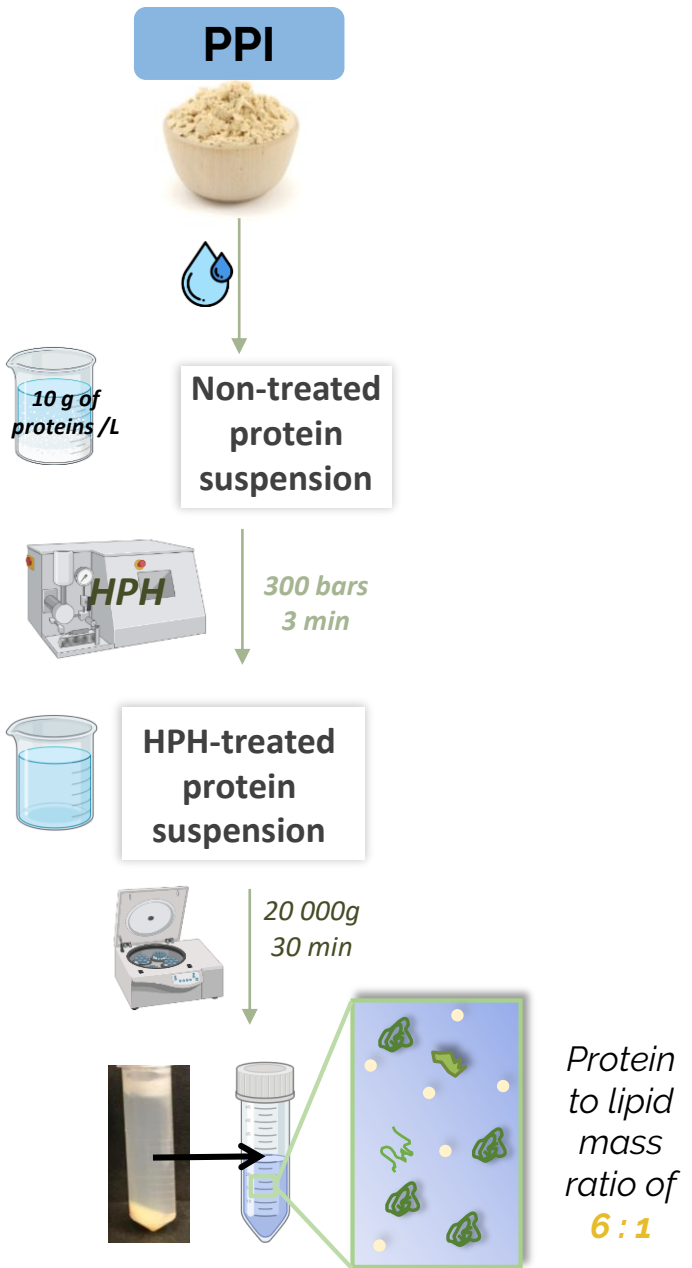 PPI
10 g of
proteins /L
Non-treated
protein
suspension
HPH
300 bars
3 min
HPH-treated
protein
suspension
20 000g
30 min
Protein
to lipid
mass
ratio of
6 : 1